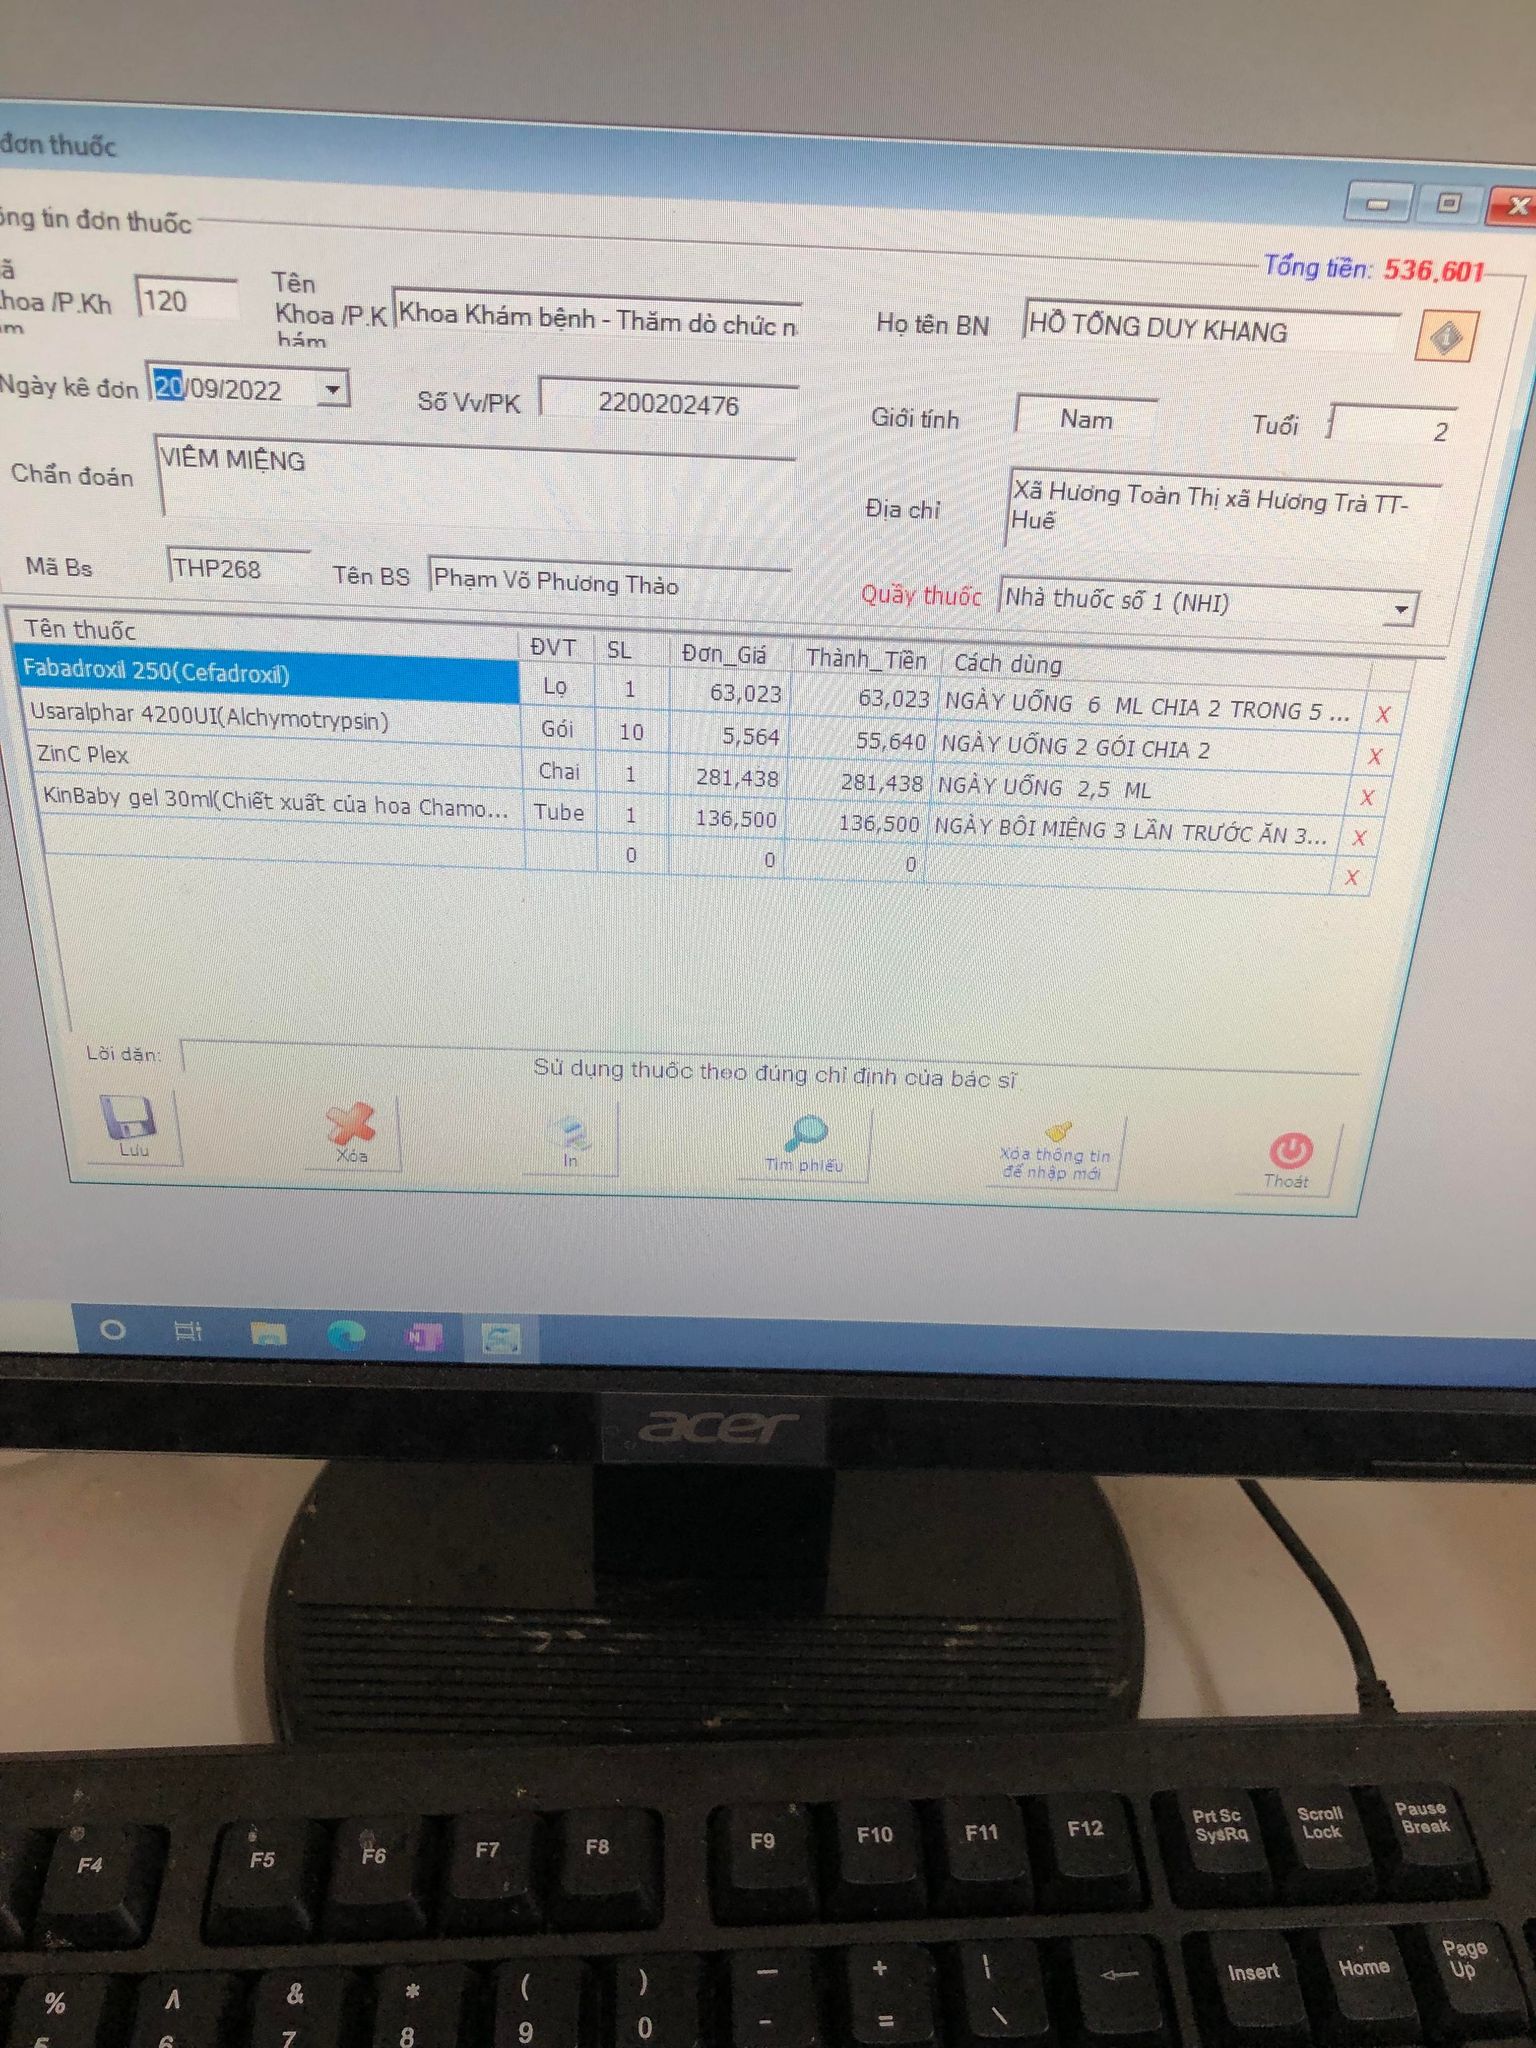 đơn thuốc
ông tin đơn thuốc
Tổng tiền: 536,601
ã
hoa /P.Kh
ám
120
Tên
Khoa /P.K
hám
Khoa Khám bệnh - Thăm dò chức n
Họ tên BN
HỒ TỐNG DUY KHANG
Ngày kê đơn 20/09/2022
Số Vv/PK 2200202476
Giới tính Nam
Tuổi 2
Chẩn đoán VIÊM MIỆNG
Địa chỉ
Xã Hương Toàn Thị xã Hương Trà TT-
Huế
Mã Bs THP268
Tên BS Phạm Võ Phương Thảo
Quầy thuốc Nhà thuốc số 1 (NHI)
Tên thuốc ĐVT SL Đơn_Giá Thành_Tiền Cách dùng
Fabadroxil 250(Cefadroxil) Lọ 1 63,023 63,023 NGÀY UỐNG 6 ML CHIA 2 TRONG 5 ... X
Usaralphar 4200UI(Alchymotrypsin) Gói 10 5,564 55,640 NGÀY UỐNG 2 GÓI CHIA 2 X
ZinC Plex Chai 1 281,438 281,438 NGÀY UỐNG 2,5 ML X
KinBaby gel 30ml(Chiết xuất của hoa Chamo... Tube 1 136,500 136,500 NGÀY BÔI MIỆNG 3 LẦN TRƯỚC ĂN 3... X
0 0 0 X
Lời dặn:
Sử dụng thuốc theo đúng chỉ định của bác sĩ
Lưu
Xóa
In
Tìm phiếu
Xóa thông tin
để nhập mới
Thoát
N
acer
F4 F5 F6 F7 F8 F9 F10 F11 F12
Prt Sc
SysRq
Scroll
Lock
Pause
Break
% ^ & * ( ) — + |
5 6 7 8 9 0 - = \
Insert
Home
Page
Up